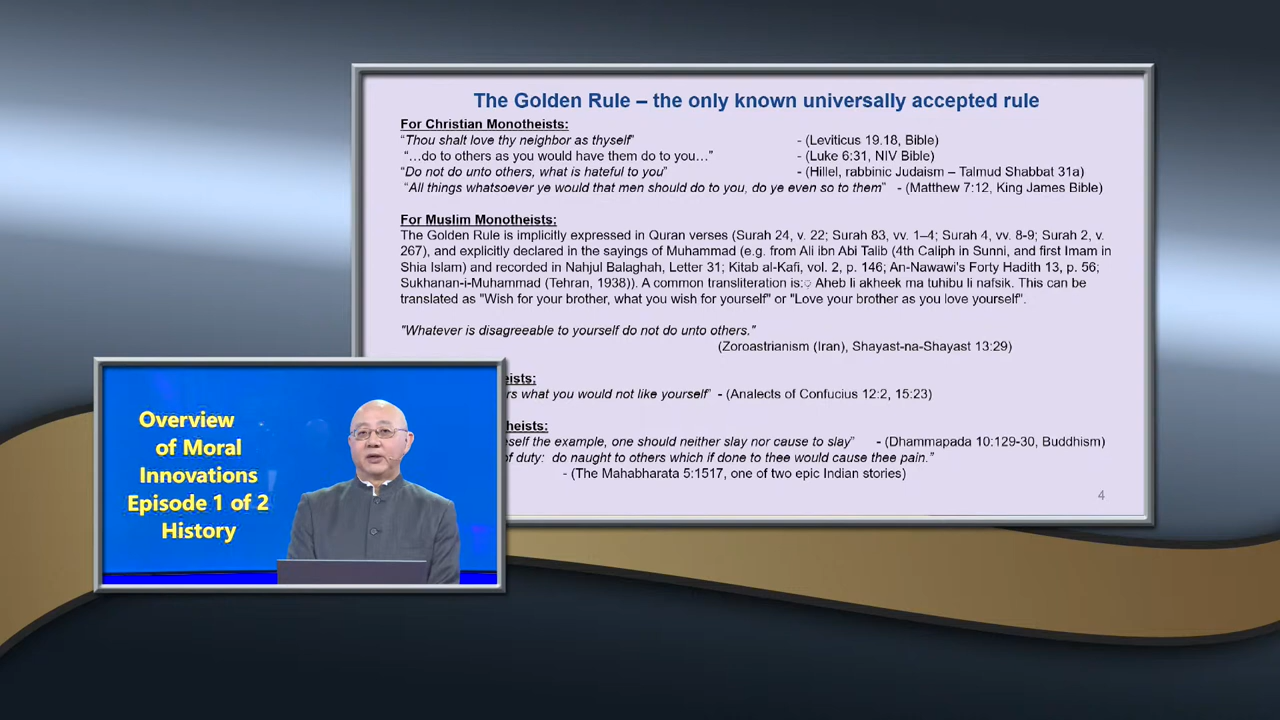 The Golden Rule – the only known universally accepted rule
For Christian Monotheists:
“Thou shalt love thy neighbor as thyself” - (Leviticus 19.18, Bible)
“…do to others as you would have them do to you…” - (Luke 6:31, NIV Bible)
“Do not do unto others, what is hateful to you” - (Hillel, rabbinic Judaism – Talmud Shabbat 31a)
“All things whatsoever ye would that men should do to you, do ye even so to them” - (Matthew 7:12, King James Bible)
For Muslim Monotheists:
The Golden Rule is implicitly expressed in Quran verses (Surah 24, v. 22; Surah 83, vv. 1–4; Surah 4, vv. 8-9; Surah 2, v.
267), and explicitly declared in the sayings of Muhammad (e.g. from Ali ibn Abi Talib (4th Caliph in Sunni, and first Imam in
Shia Islam) and recorded in Nahjul Balaghah, Letter 31; Kitab al-Kafi, vol. 2, p. 146; An-Nawawi's Forty Hadith 13, p. 56;
Sukhanan-i-Muhammad (Tehran, 1938)). A common transliteration is: Aheb li akheek ma tuhibu li nafsik. This can be
translated as "Wish for your brother, what you wish for yourself" or "Love your brother as you love yourself".
"Whatever is disagreeable to yourself do not do unto others."
(Zoroastrianism (Iran), Shayast-na-Shayast 13:29)
what you would not like yourself” - (Analects of Confucius 12:2, 15:23)
the example, one should neither slay nor cause to slay” - (Dhammapada 10:129-30, Buddhism)
of duty: do naught to others which if done to thee would cause thee pain.”
- (The Mahabharata 5:1517, one of two epic Indian stories)
4
Overview
of Moral
Innovations
Episode 1 of 2
History